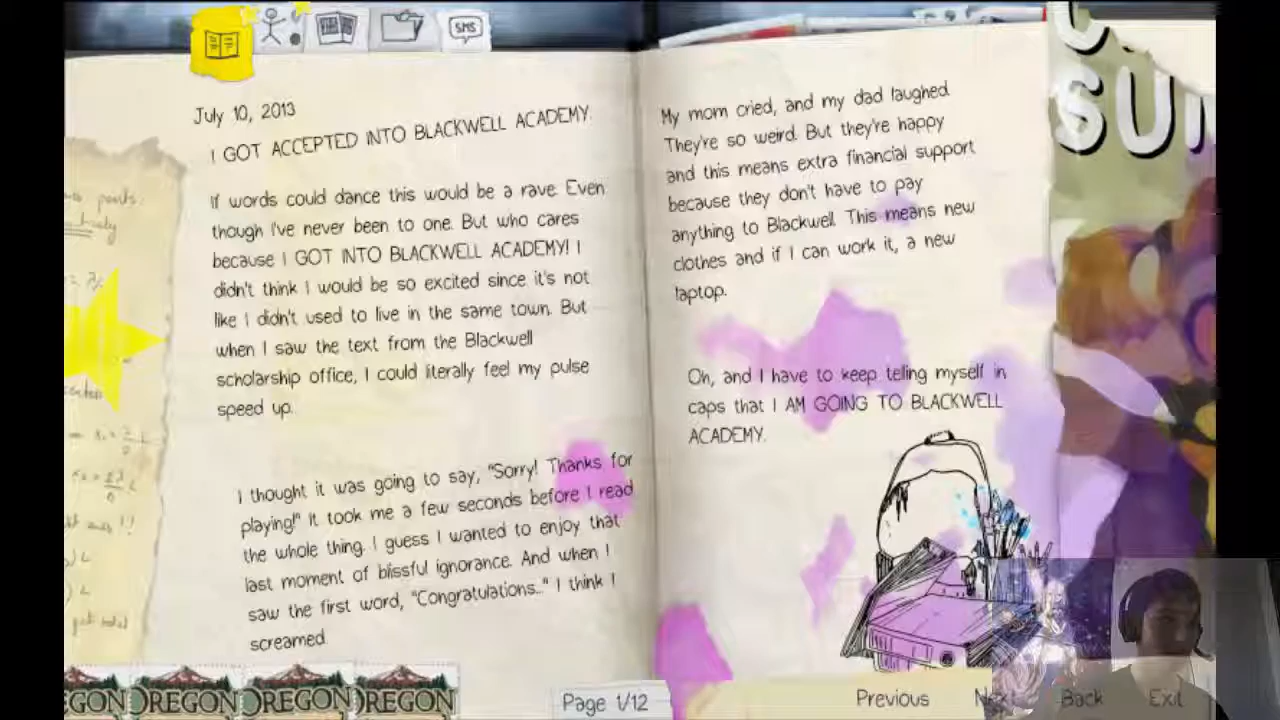 SMS
July 10, 2013
I GOT ACCEPTED INTO BLACKWELL ACADEMY.
If words could dance this would be a rave. Even
though I've never been to one. But who cares
because I GOT INTO BLACKWELL ACADEMY! I
didn't think I would be so excited since it's not
like I didn't used to live in the same town. But
when I saw the text from the Blackwell
scholarship office, I could literally feel my pulse
speed up.
I thought it was going to say, "Sorry! Thanks for
playing!" It took me a few seconds before I read
the whole thing. I guess I wanted to enjoy that
last moment of blissful ignorance. And when I
saw the first word, "Congratulations..." I think I
screamed.
My mom cried, and my dad laughed.
They're so weird. But they're happy
and this means extra financial support
because they don't have to pay
anything to Blackwell. This means new
clothes and if I can work it, a new
laptop.
Oh, and I have to keep telling myself in
caps that I AM GOING TO BLACKWELL
ACADEMY.
EGON OREGON OREGON OREGON
Page 1/12
Previous Next Back Exit